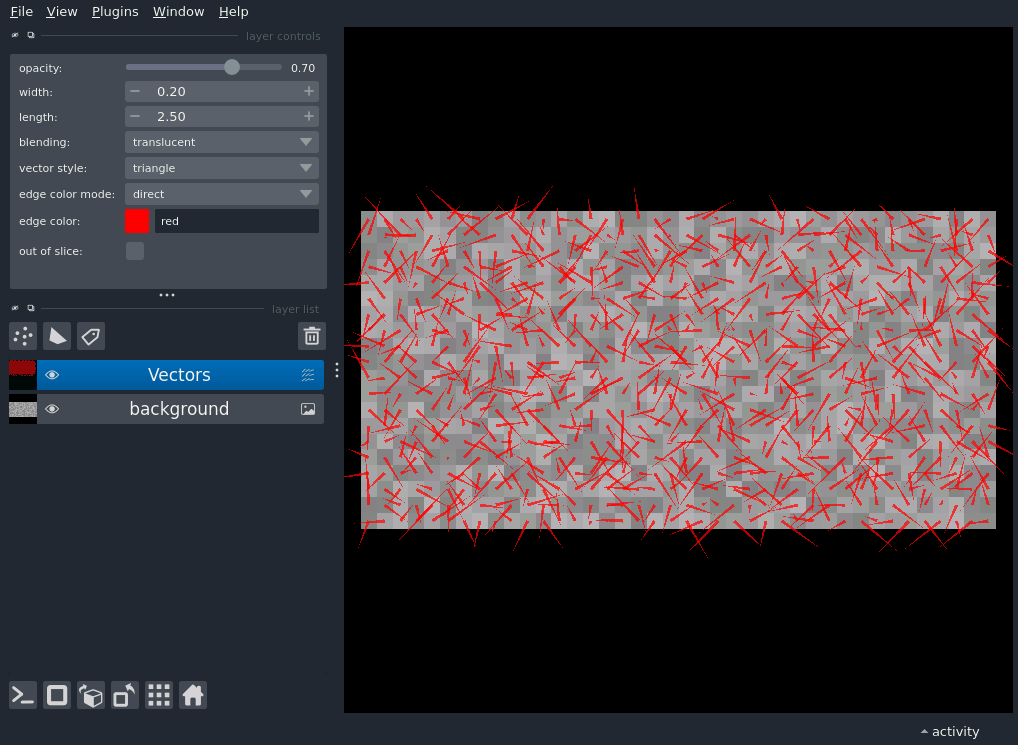 File View Plugins Window Help
layer controls
opacity: 0.70
width: − 0.20 +
length: − 2.50 +
blending: translucent
vector style: triangle
edge color mode: direct
edge color: red
out of slice:
layer list
Vectors
background
activity